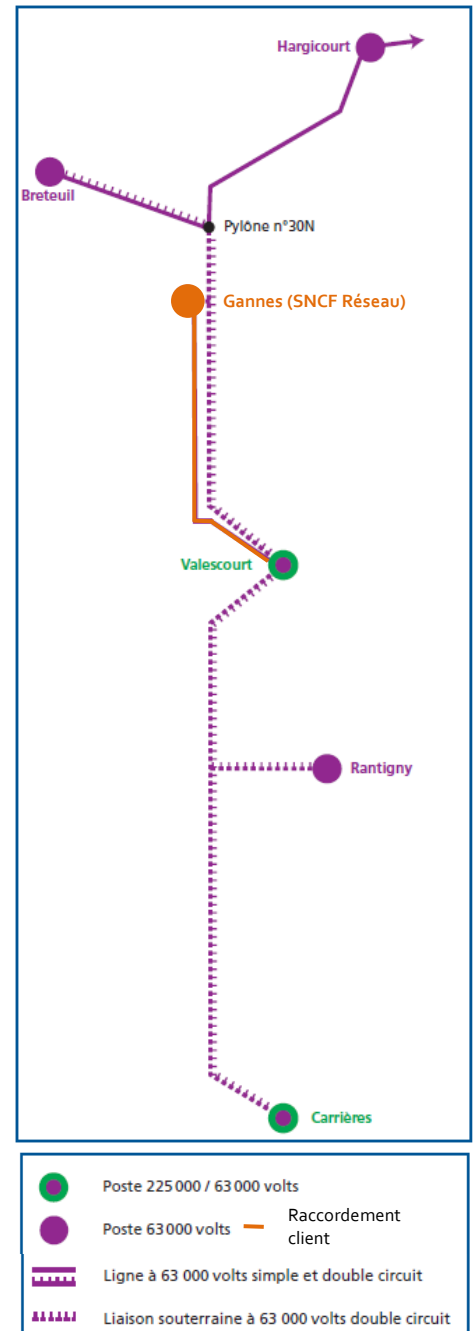 Hargicourt
Breteuil
Pylône n°30N
Gannes (SNCF Réseau)
Valescourt
Rantigny
Carrières
Poste 225 000 / 63 000 volts
Poste 63 000 volts
Raccordement
client
Ligne à 63 000 volts simple et double circuit
Liaison souterraine à 63 000 volts double circuit